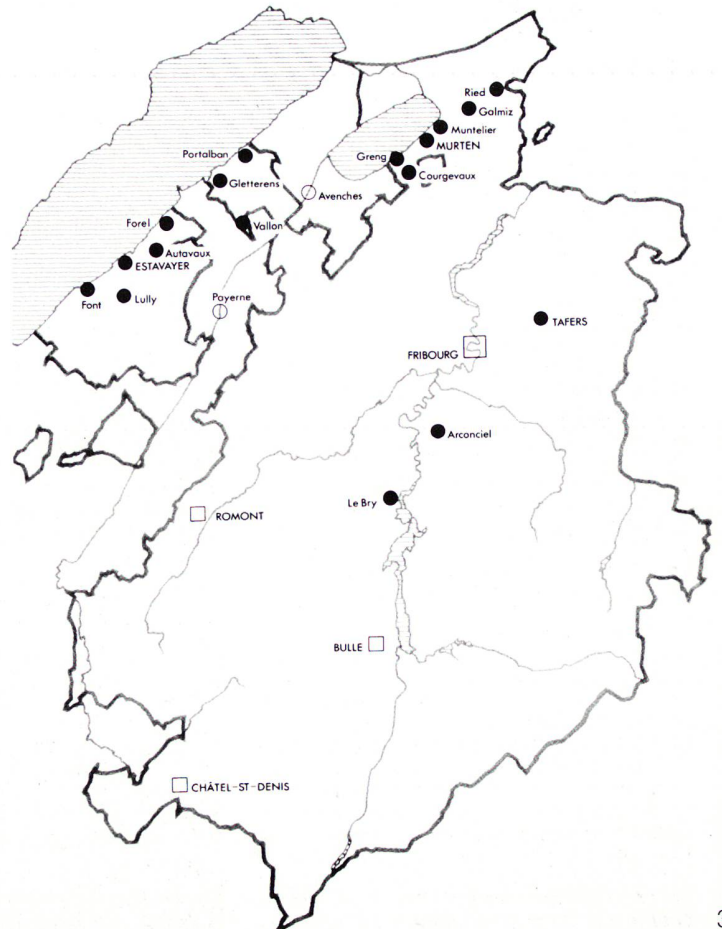 Ried
Galmiz
Muntelier
MURTEN
Portalban
Greng
Courgevaux
Gletterens
Avenches
Forel
Vallon
Autavaux
ESTAVAYER
Font
Lully
Payerne
TAFERS
FRIBOURG
Arconciel
Le Bry
ROMONT
BULLE
CHÂTEL-ST-DENIS